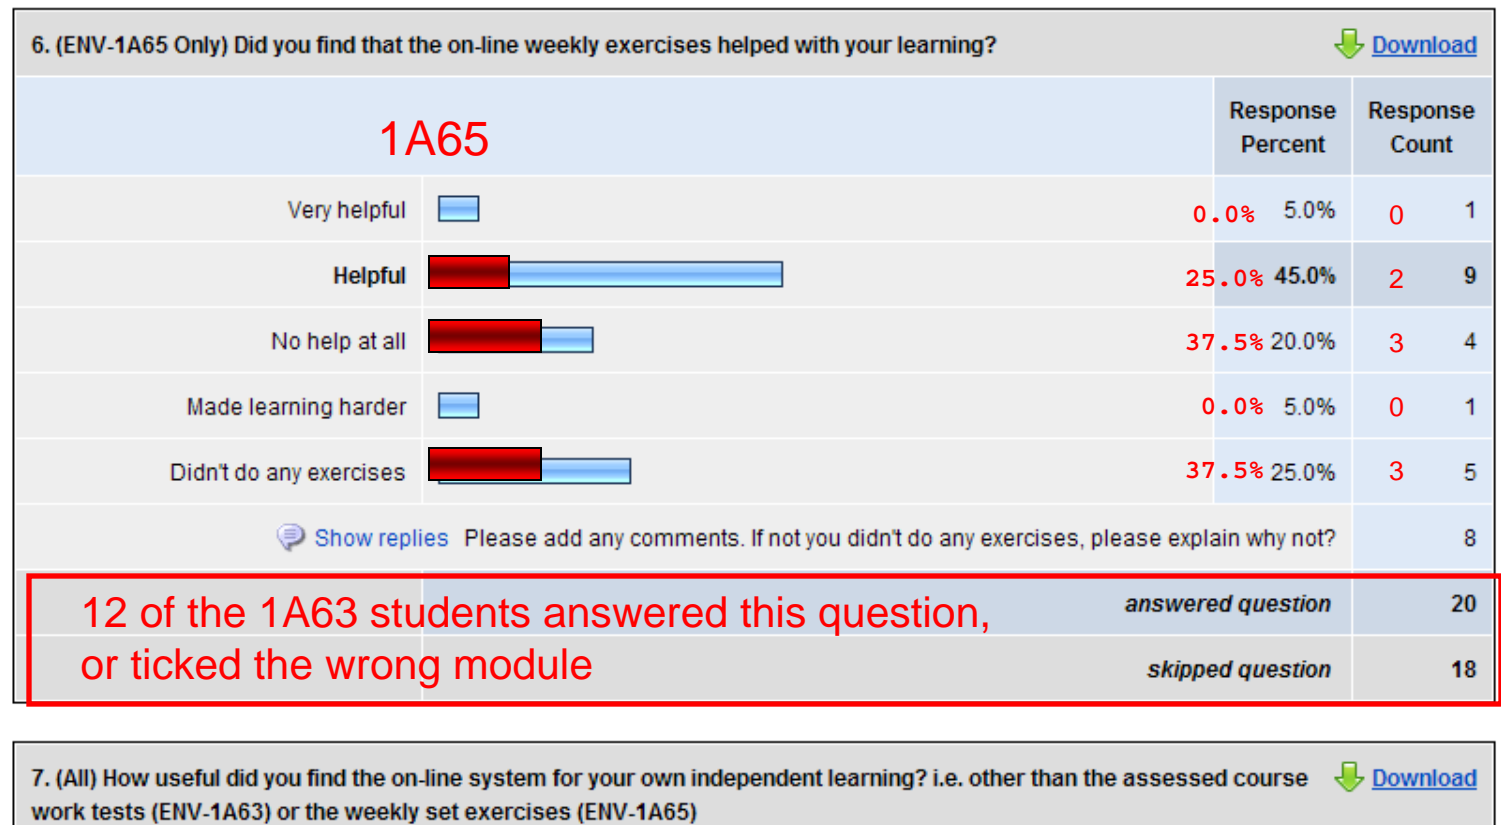 6. (ENV-1A65 Only) Did you find that the on-line weekly exercises helped with your learning? Download
1A65 Response Percent Response Count
Very helpful 0.0% 5.0% 0 1
Helpful 25.0% 45.0% 2 9
No help at all 37.5% 20.0% 3 4
Made learning harder 0.0% 5.0% 0 1
Didn't do any exercises 37.5% 25.0% 3 5
Show replies Please add any comments. If not you didn't do any exercises, please explain why not? 8
12 of the 1A63 students answered this question, answered question 20
or ticked the wrong module skipped question 18
7. (All) How useful did you find the on-line system for your own independent learning? i.e. other than the assessed course Download
work tests (ENV-1A63) or the weekly set exercises (ENV-1A65)